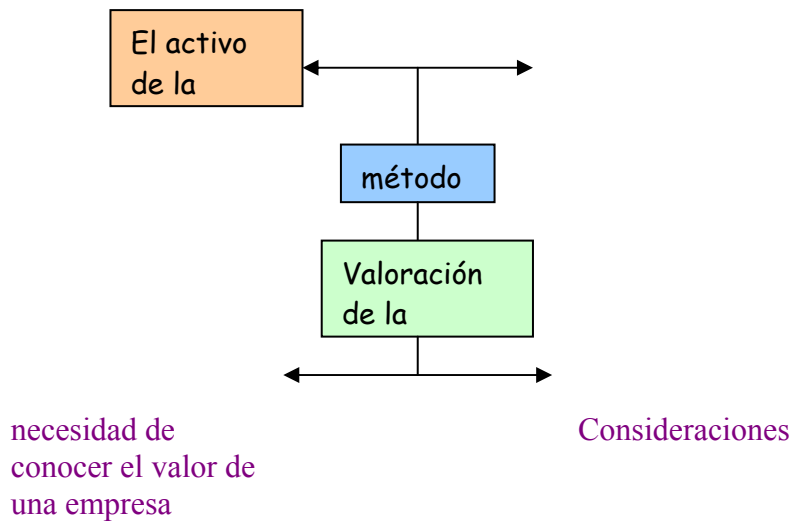 El activo
de la
método
Valoración
de la
necesidad de
conocer el valor de
una empresa
Consideraciones